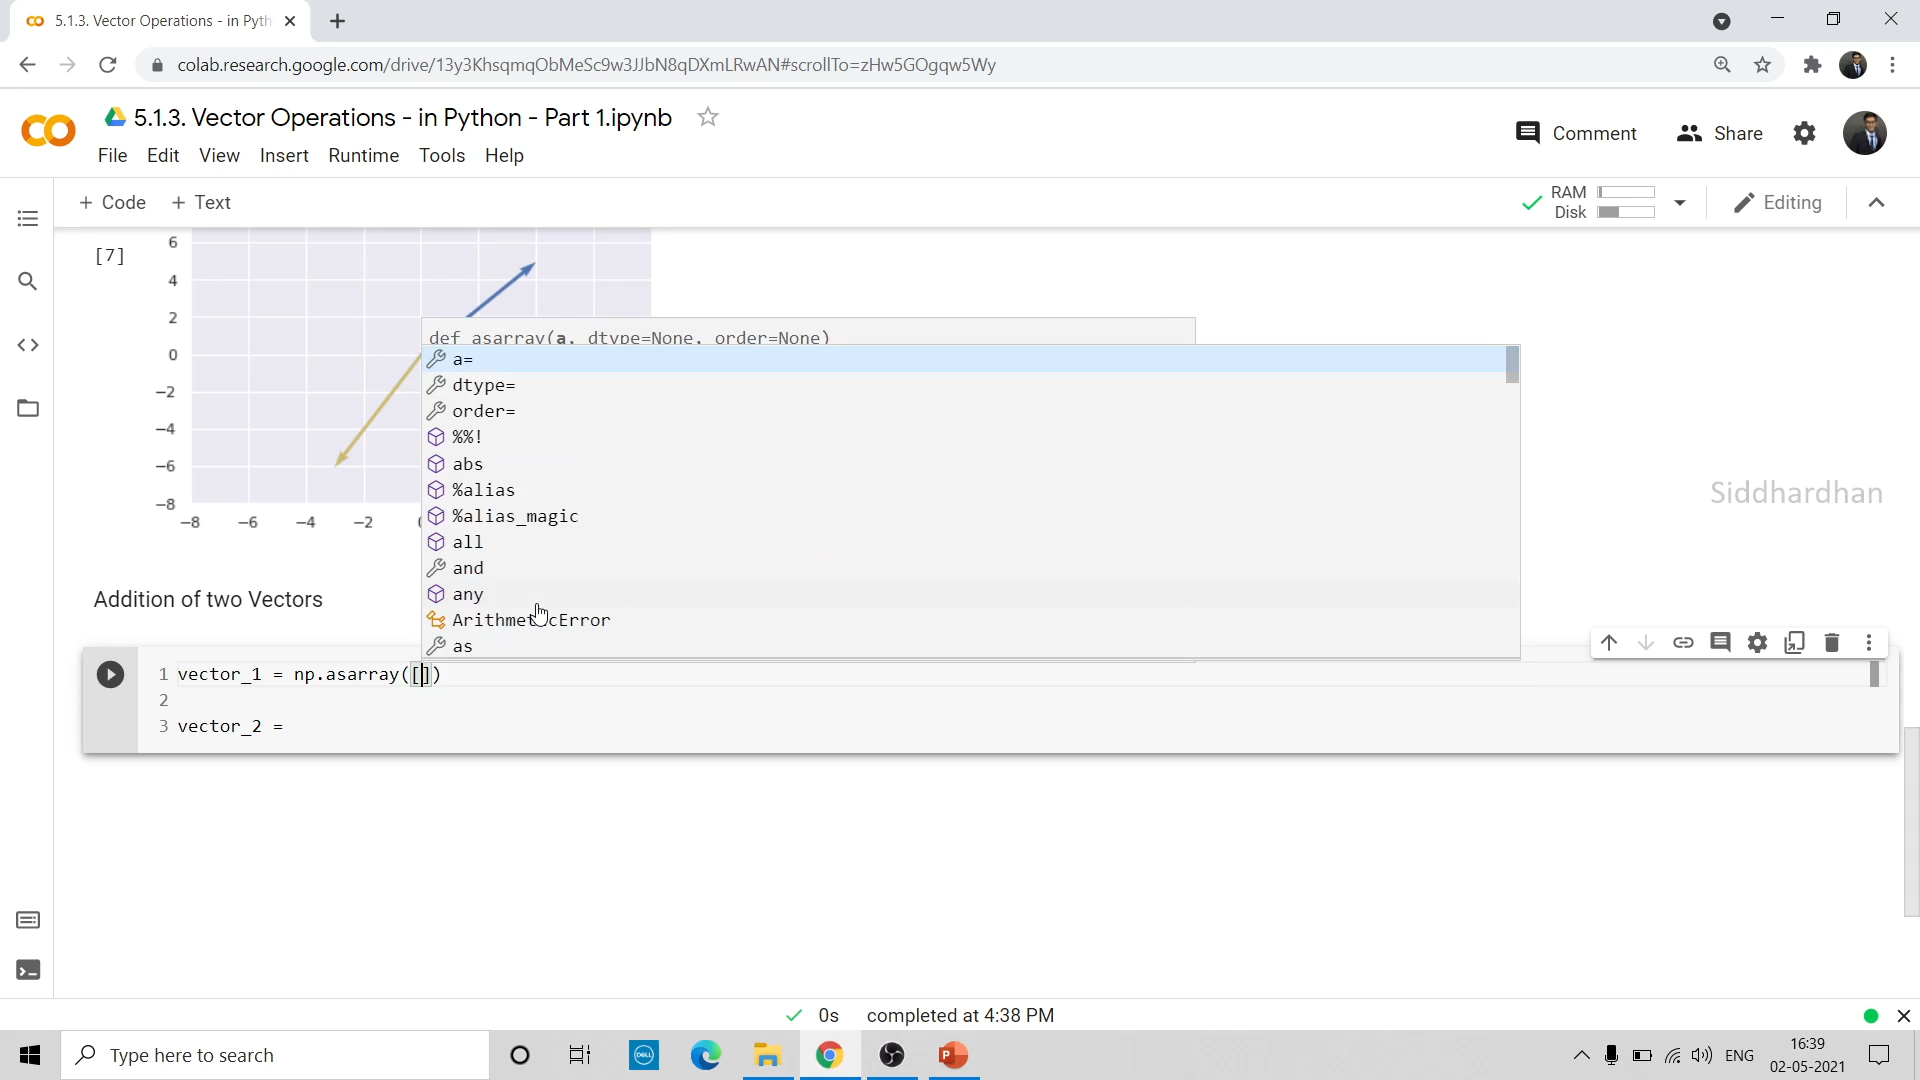 5.1.3. Vector Operations - in Pyth
colab.research.google.com/drive/13y3KhsqmqObMeSc9w3JJbN8qDXmLRwAN#scrollTo=zHw5GOgqw5Wy
5.1.3. Vector Operations - in Python - Part 1.ipynb
Comment
Share
File Edit View Insert Runtime Tools Help
+ Code + Text
RAM
Disk
Editing
[7]
6
4
2
0
−2
−4
−6
−8
−8 −6 −4 −2
def asarray(a, dtype=None, order=None)
a=
dtype=
order=
%%!
abs
%alias
%alias_magic
all
and
any
ArithmeticError
as
Siddhardhan
Addition of two Vectors
1 vector_1 = np.asarray([])
2
3 vector_2 =
0s completed at 4:38 PM
Type here to search
DELL
ENG
16:39
02-05-2021